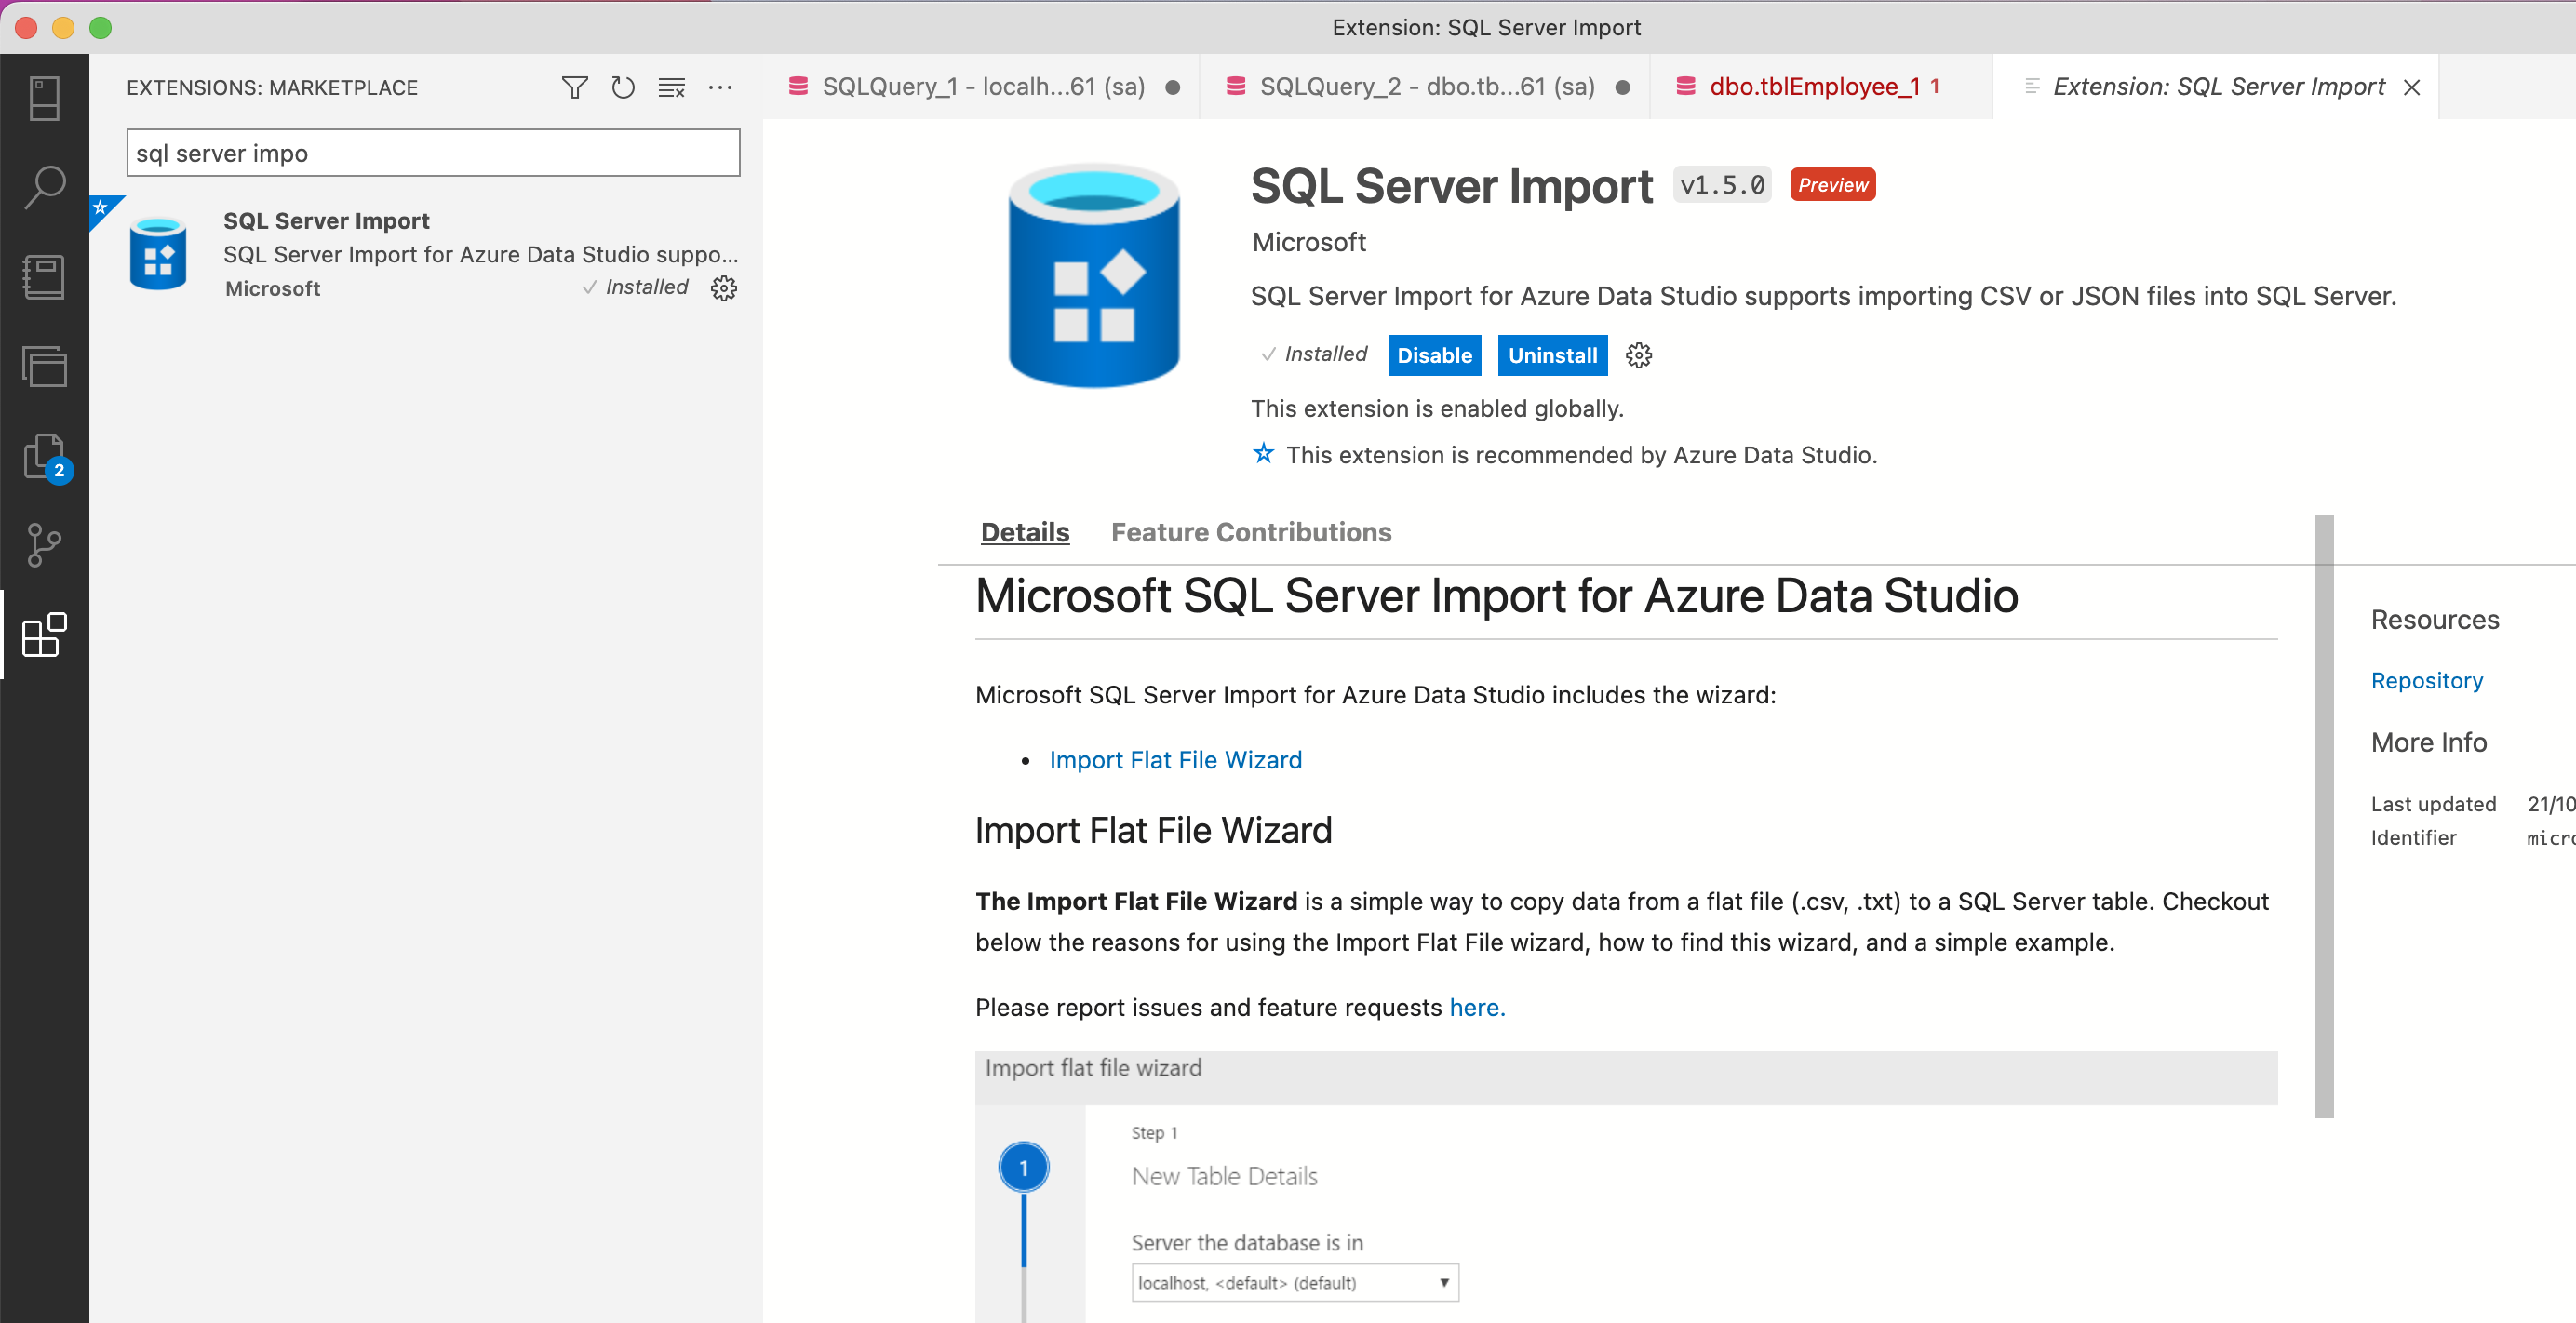 Extension: SQL Server Import
EXTENSIONS: MARKETPLACE
sql server impo
SQL Server Import
SQL Server Import for Azure Data Studio suppo...
Microsoft
Installed
2
SQLQuery_1 - localh...61 (sa)
SQLQuery_2 - dbo.tb...61 (sa)
dbo.tblEmployee_1 1
Extension: SQL Server Import
SQL Server Import v1.5.0 Preview
Microsoft
SQL Server Import for Azure Data Studio supports importing CSV or JSON files into SQL Server.
Installed Disable Uninstall
This extension is enabled globally.
This extension is recommended by Azure Data Studio.
Details Feature Contributions
Microsoft SQL Server Import for Azure Data Studio
Microsoft SQL Server Import for Azure Data Studio includes the wizard:
• Import Flat File Wizard
Import Flat File Wizard
The Import Flat File Wizard is a simple way to copy data from a flat file (.csv, .txt) to a SQL Server table. Checkout
below the reasons for using the Import Flat File wizard, how to find this wizard, and a simple example.
Please report issues and feature requests here.
Import flat file wizard
1
Step 1
New Table Details
Server the database is in
localhost, <default> (default)
Resources
Repository
More Info
Last updated 21/10
Identifier micro